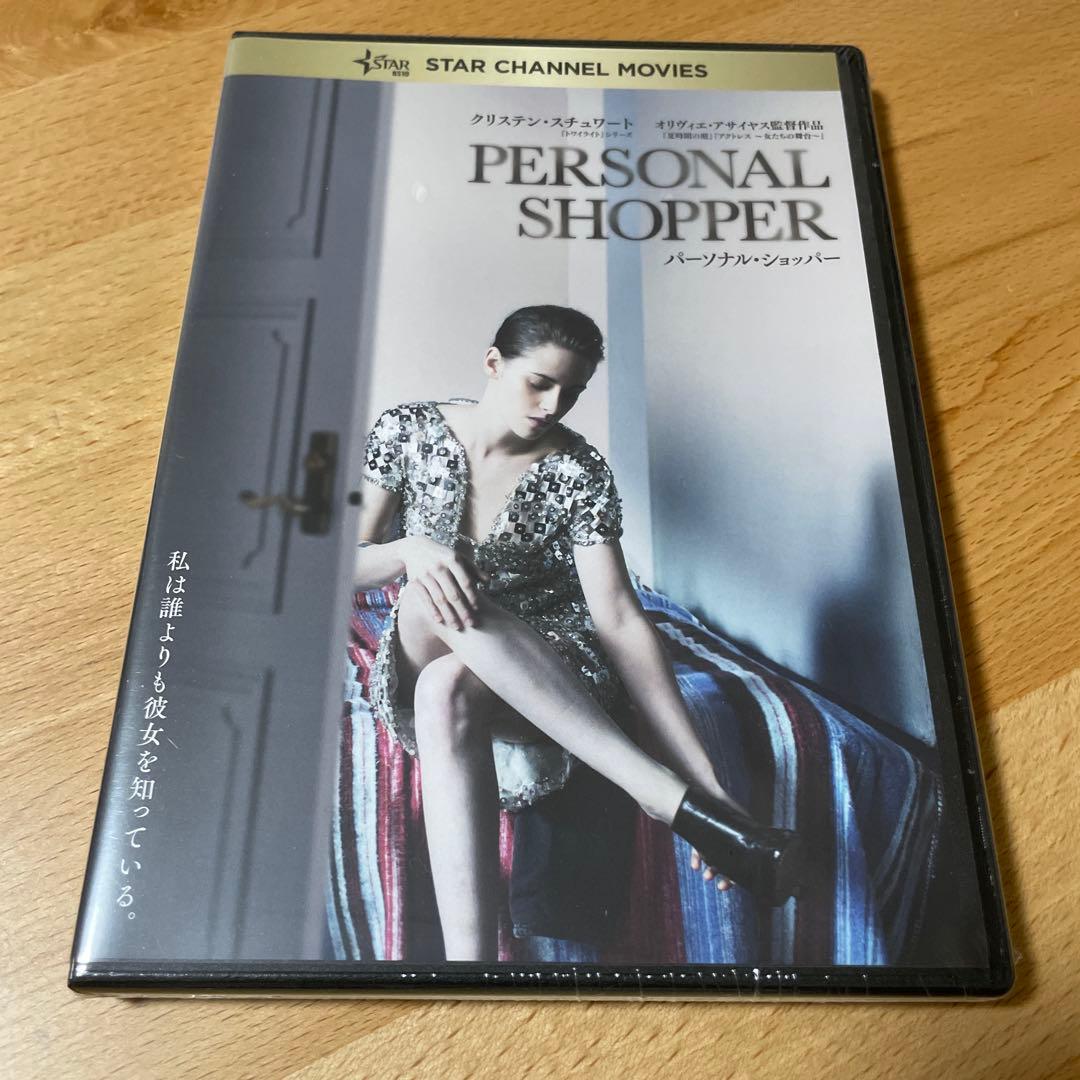 STAR
BS10
STAR CHANNEL MOVIES
クリステン・スチュワート
『トワイライト』シリーズ
オリヴィエ・アサイヤス監督作品
『夏時間の庭』『アクトレス ～女たちの舞台～』
PERSONAL
SHOPPER
パーソナル・ショッパー
私は誰よりも彼女を知っている。